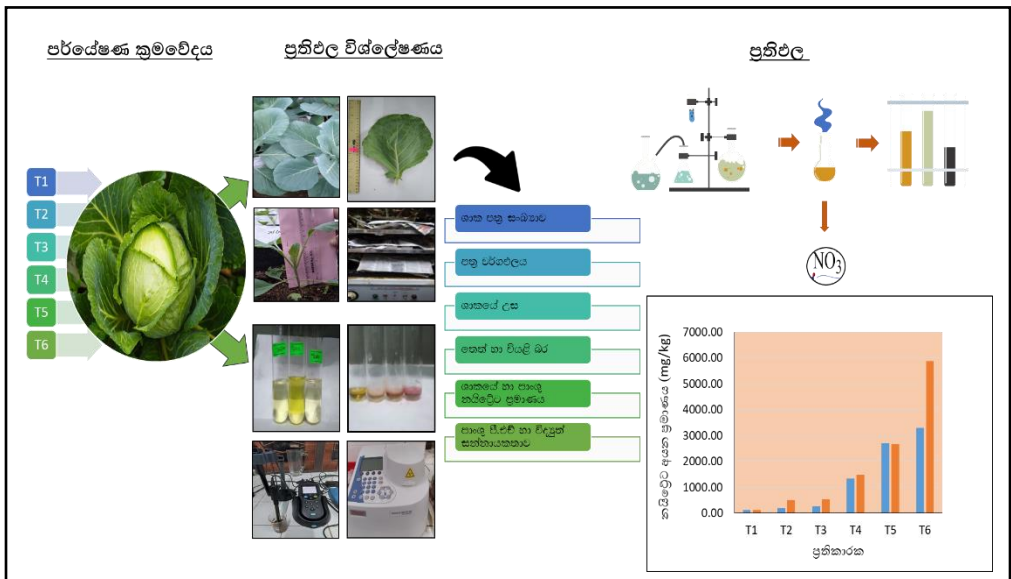 පර්යේෂණ ක්‍රමවේදය
ප්‍රතිඵල විශ්ලේෂණය
ප්‍රතිඵල
T1
T2
T3
T4
T5
T6
ශාක පත්‍ර සංඛ්‍යාව
පත්‍ර වර්ගඵලය
ශාකයේ උස
තෙත් හා වියළි බර
ශාකයේ හා පාංශු
නයිට්‍රේට ප්‍රමාණය
පාංශු පී.එච් හා විද්‍යුත්
සන්නායකතාව
NO3
නයිට්‍රේට අයන ප්‍රමාණය (mg/kg)
7000.00
6000.00
5000.00
4000.00
3000.00
2000.00
1000.00
0.00
T1 T2 T3 T4 T5 T6
ප්‍රතිකාරක